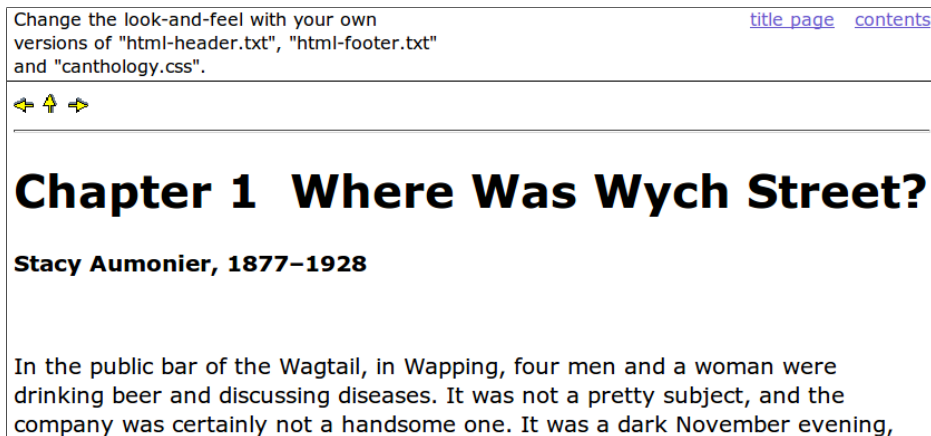 Change the look-and-feel with your own
versions of "html-header.txt", "html-footer.txt"
and "canthology.css".
title page contents
Chapter 1 Where Was Wych Street?
Stacy Aumonier, 1877–1928
In the public bar of the Wagtail, in Wapping, four men and a woman were
drinking beer and discussing diseases. It was not a pretty subject, and the
company was certainly not a handsome one. It was a dark November evening,